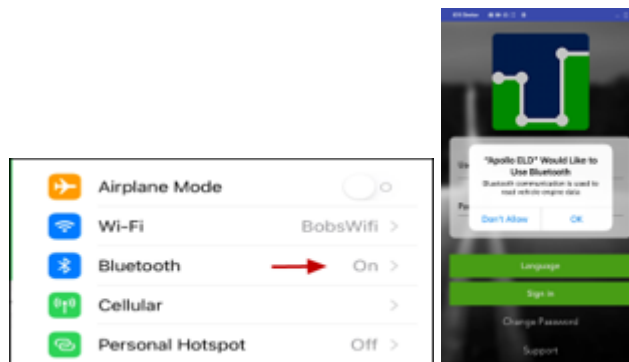 Airplane Mode
Wi-Fi BobsWifi >
Bluetooth On >
Cellular >
Personal Hotspot Off >
"Apollo ELD" Would Like to
Use Bluetooth
Bluetooth communication is used to
read vehicle engine data
Don't Allow OK
Language
Sign in
Change Password
Support